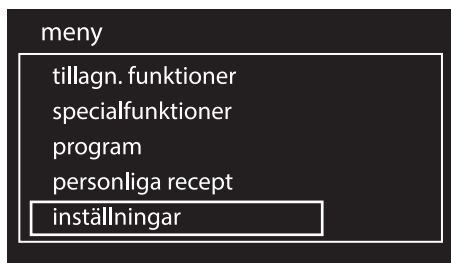 meny
tillagn. funktioner
specialfunktioner
program
personliga recept
inställningar